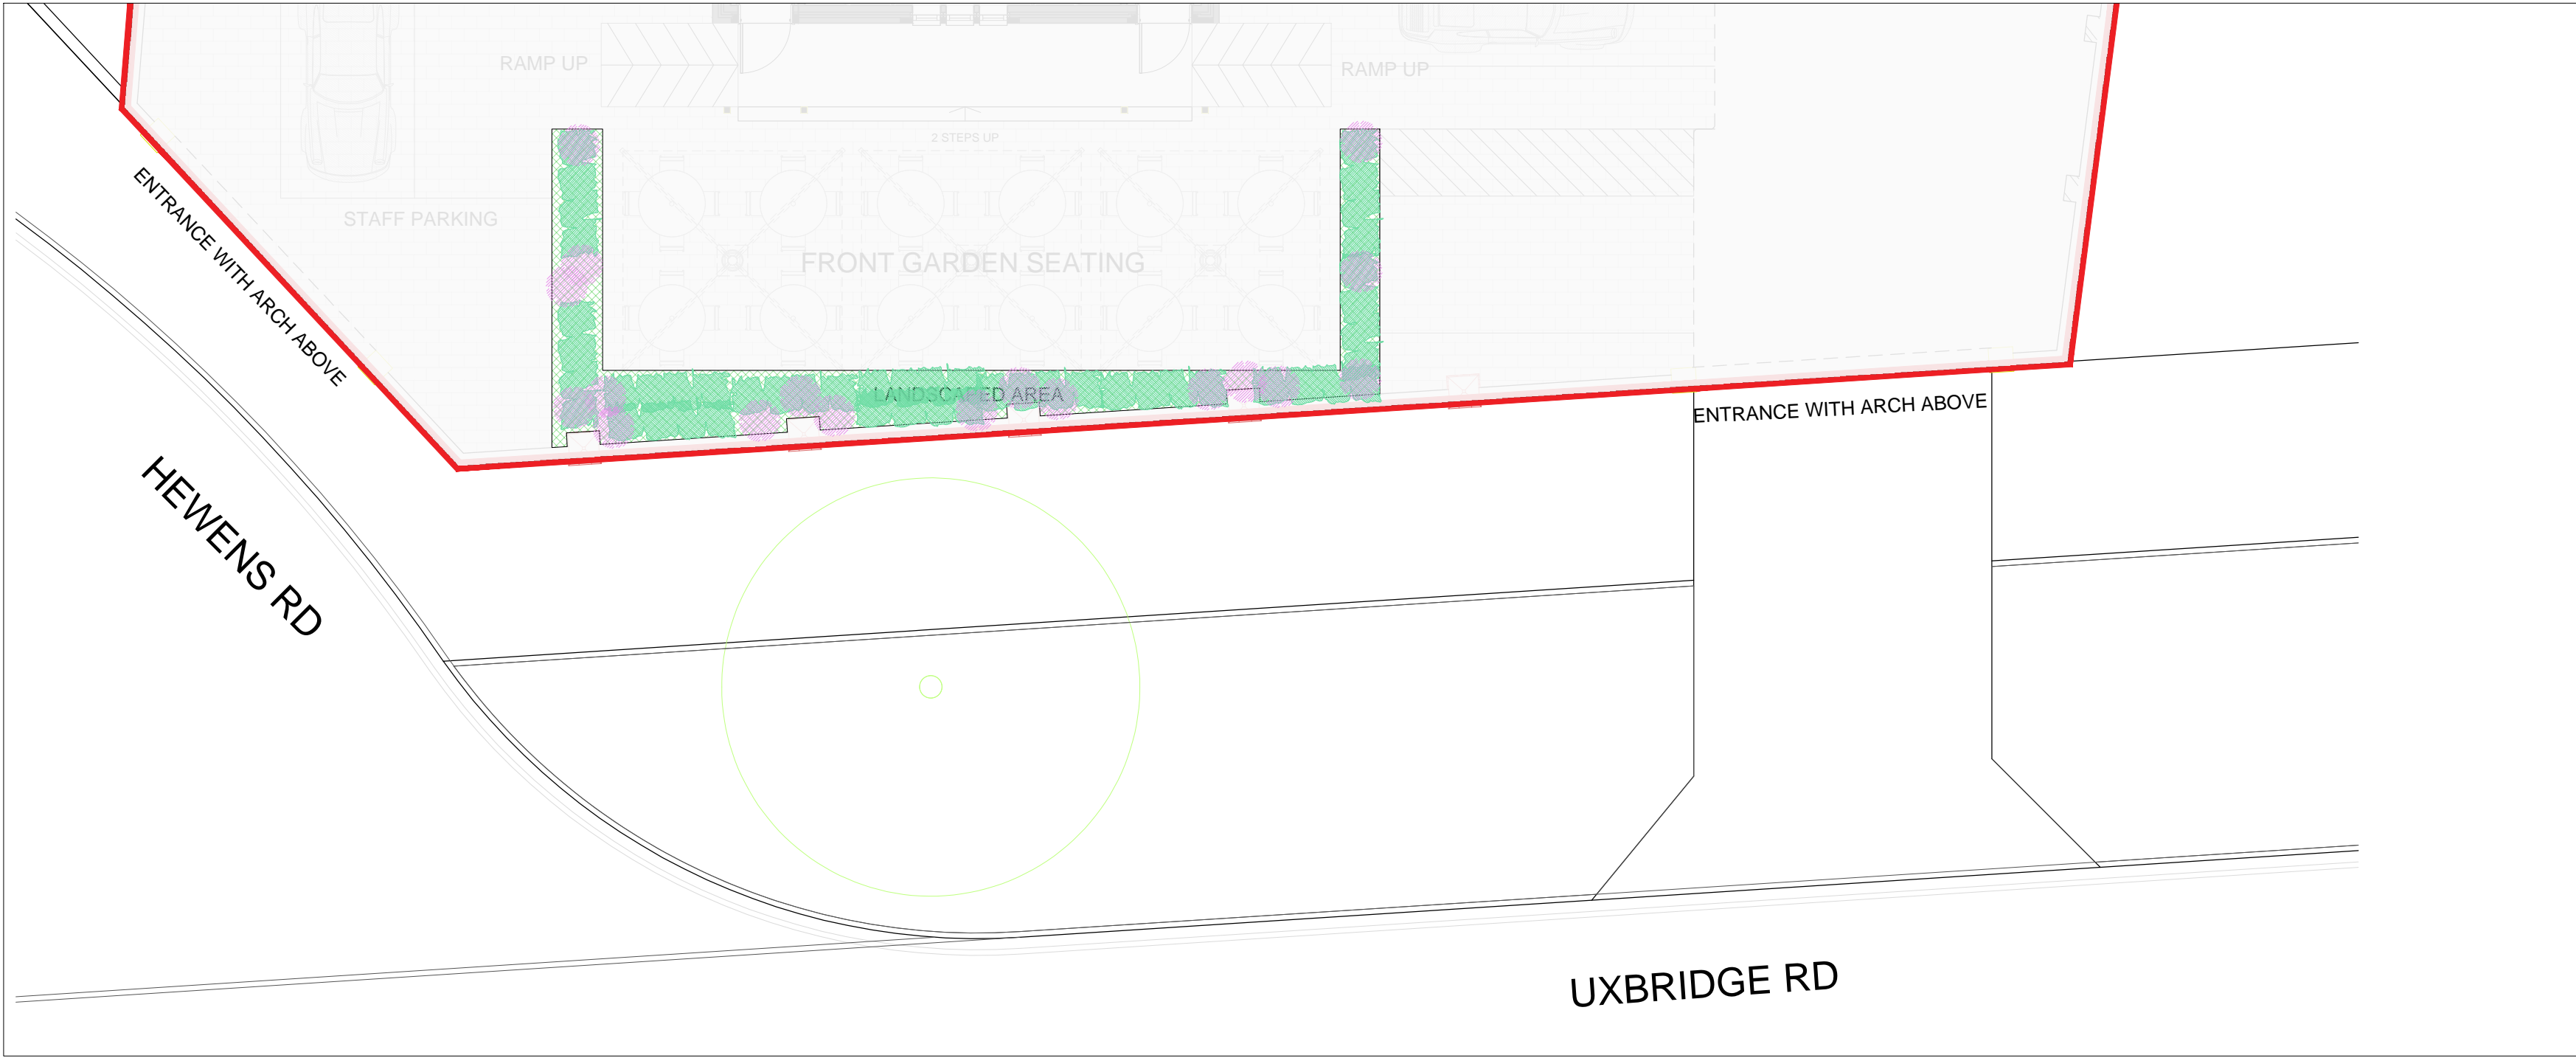 RAMP UP
RAMP UP
2 STEPS UP
ENTRANCE WITH ARCH ABOVE
STAFF PARKING
FRONT GARDEN SEATING
LANDSCAPED AREA
ENTRANCE WITH ARCH ABOVE
HEWENS RD
UXBRIDGE RD